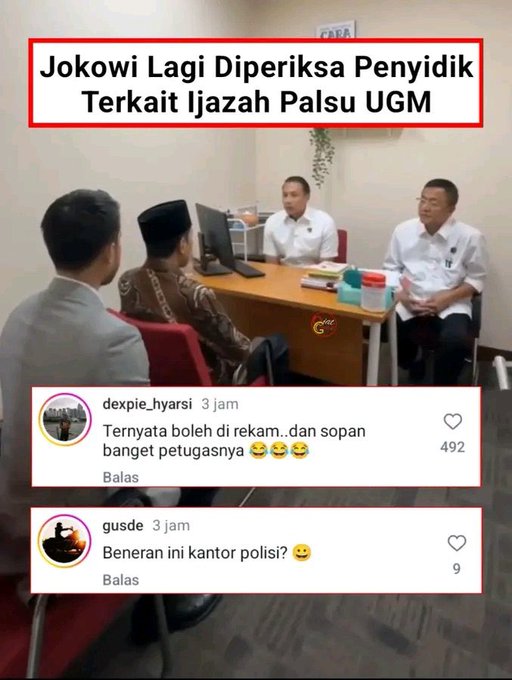 CARA
Jokowi Lagi Diperiksa Penyidik
Terkait Ijazah Palsu UGM
dexpie_hyarsi 3 jam
Ternyata boleh di rekam..dan sopan
banget petugasnya 😂😂😂
492
Balas
gusde 3 jam
Beneran ini kantor polisi? 😀
9
Balas